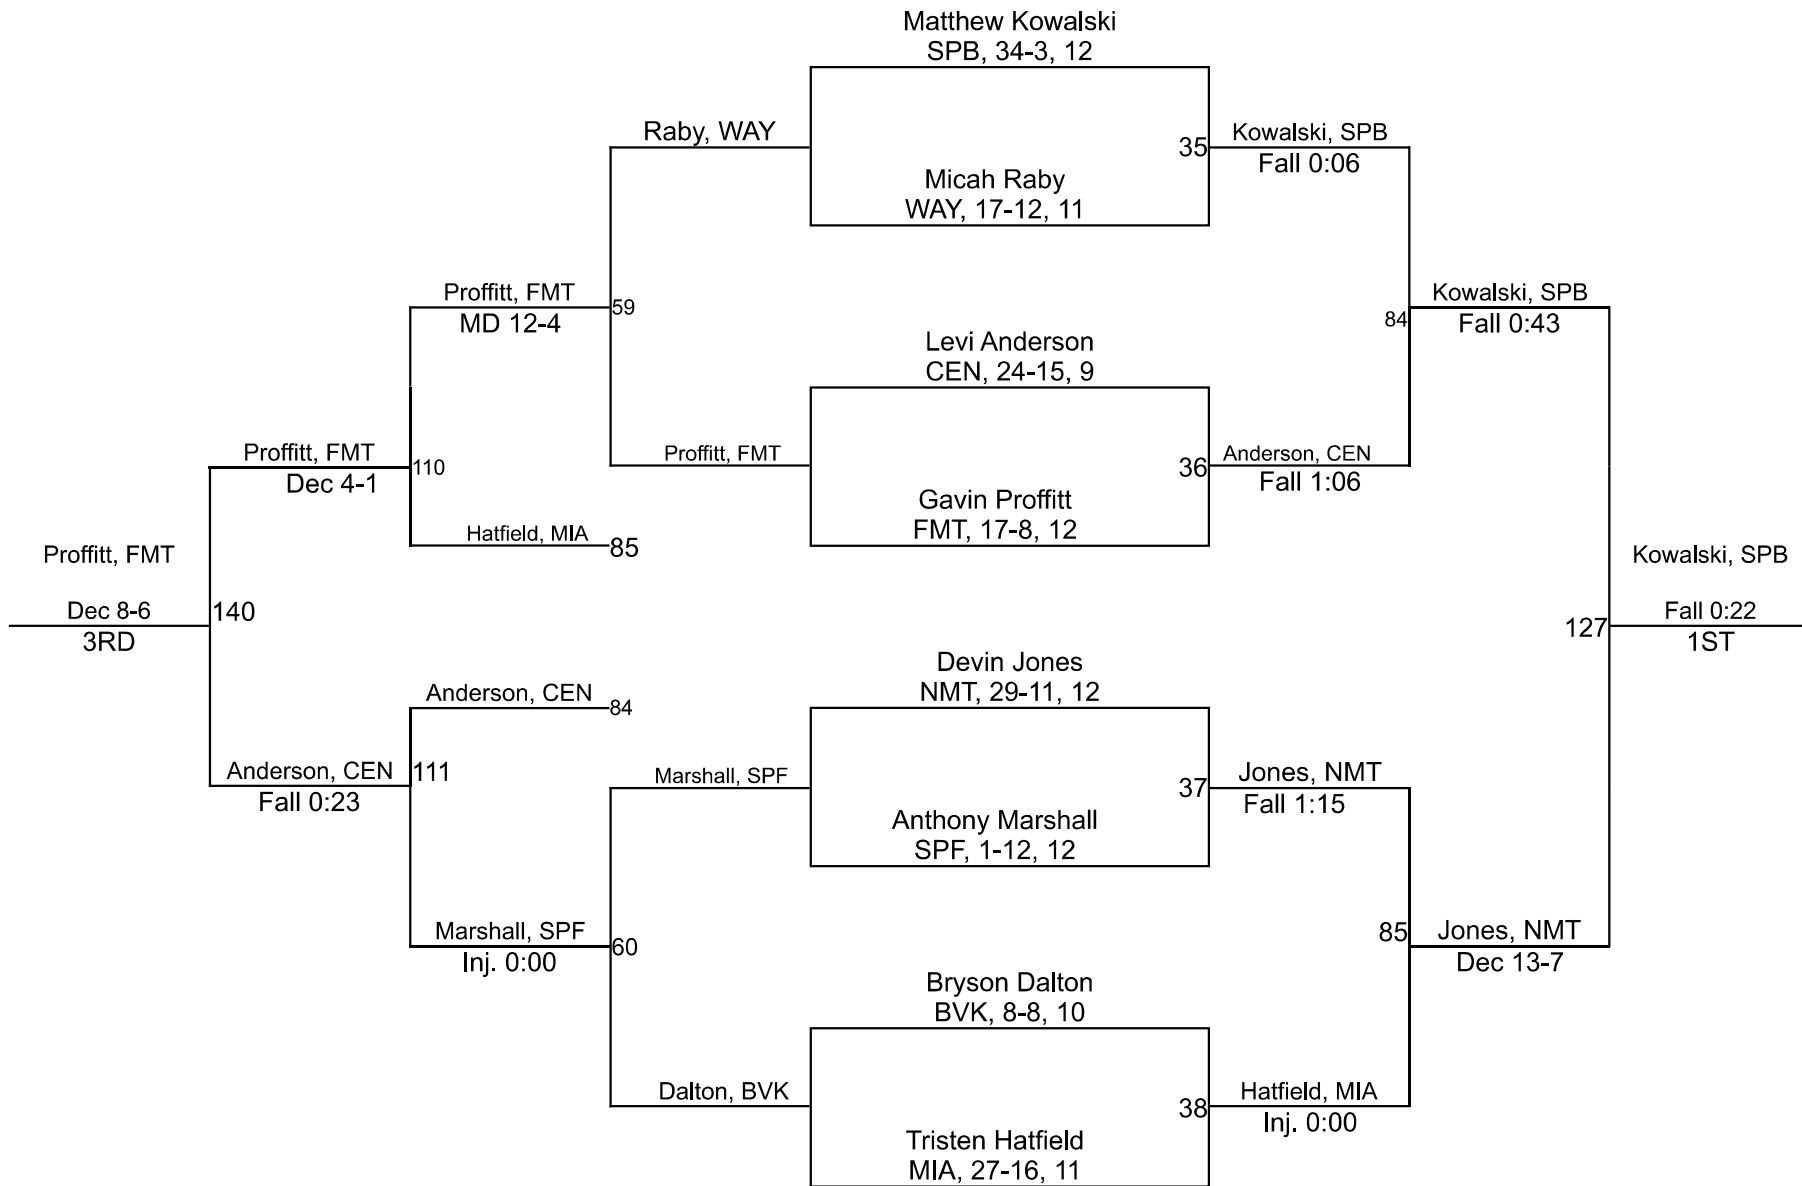 Matthew Kowalski
SPB, 34-3, 12
Raby, WAY
35
Kowalski, SPB
Fall 0:06
Micah Raby
WAY, 17-12, 11
Proffitt, FMT
MD 12-4
59
Kowalski, SPB
Fall 0:43
84
Levi Anderson
CEN, 24-15, 9
Proffitt, FMT
Dec 4-1
110
Proffitt, FMT
36
Anderson, CEN
Fall 1:06
Gavin Proffitt
FMT, 17-8, 12
Hatfield, MIA
85
Proffitt, FMT
Dec 8-6
3RD
140
Kowalski, SPB
Fall 0:22
1ST
127
Devin Jones
NMT, 29-11, 12
Anderson, CEN
84
Anderson, CEN
Fall 0:23
111
Marshall, SPF
37
Jones, NMT
Fall 1:15
Anthony Marshall
SPF, 1-12, 12
Marshall, SPF
Inj. 0:00
60
85
Jones, NMT
Dec 13-7
Bryson Dalton
BVK, 8-8, 10
Dalton, BVK
38
Hatfield, MIA
Inj. 0:00
Tristen Hatfield
MIA, 27-16, 11